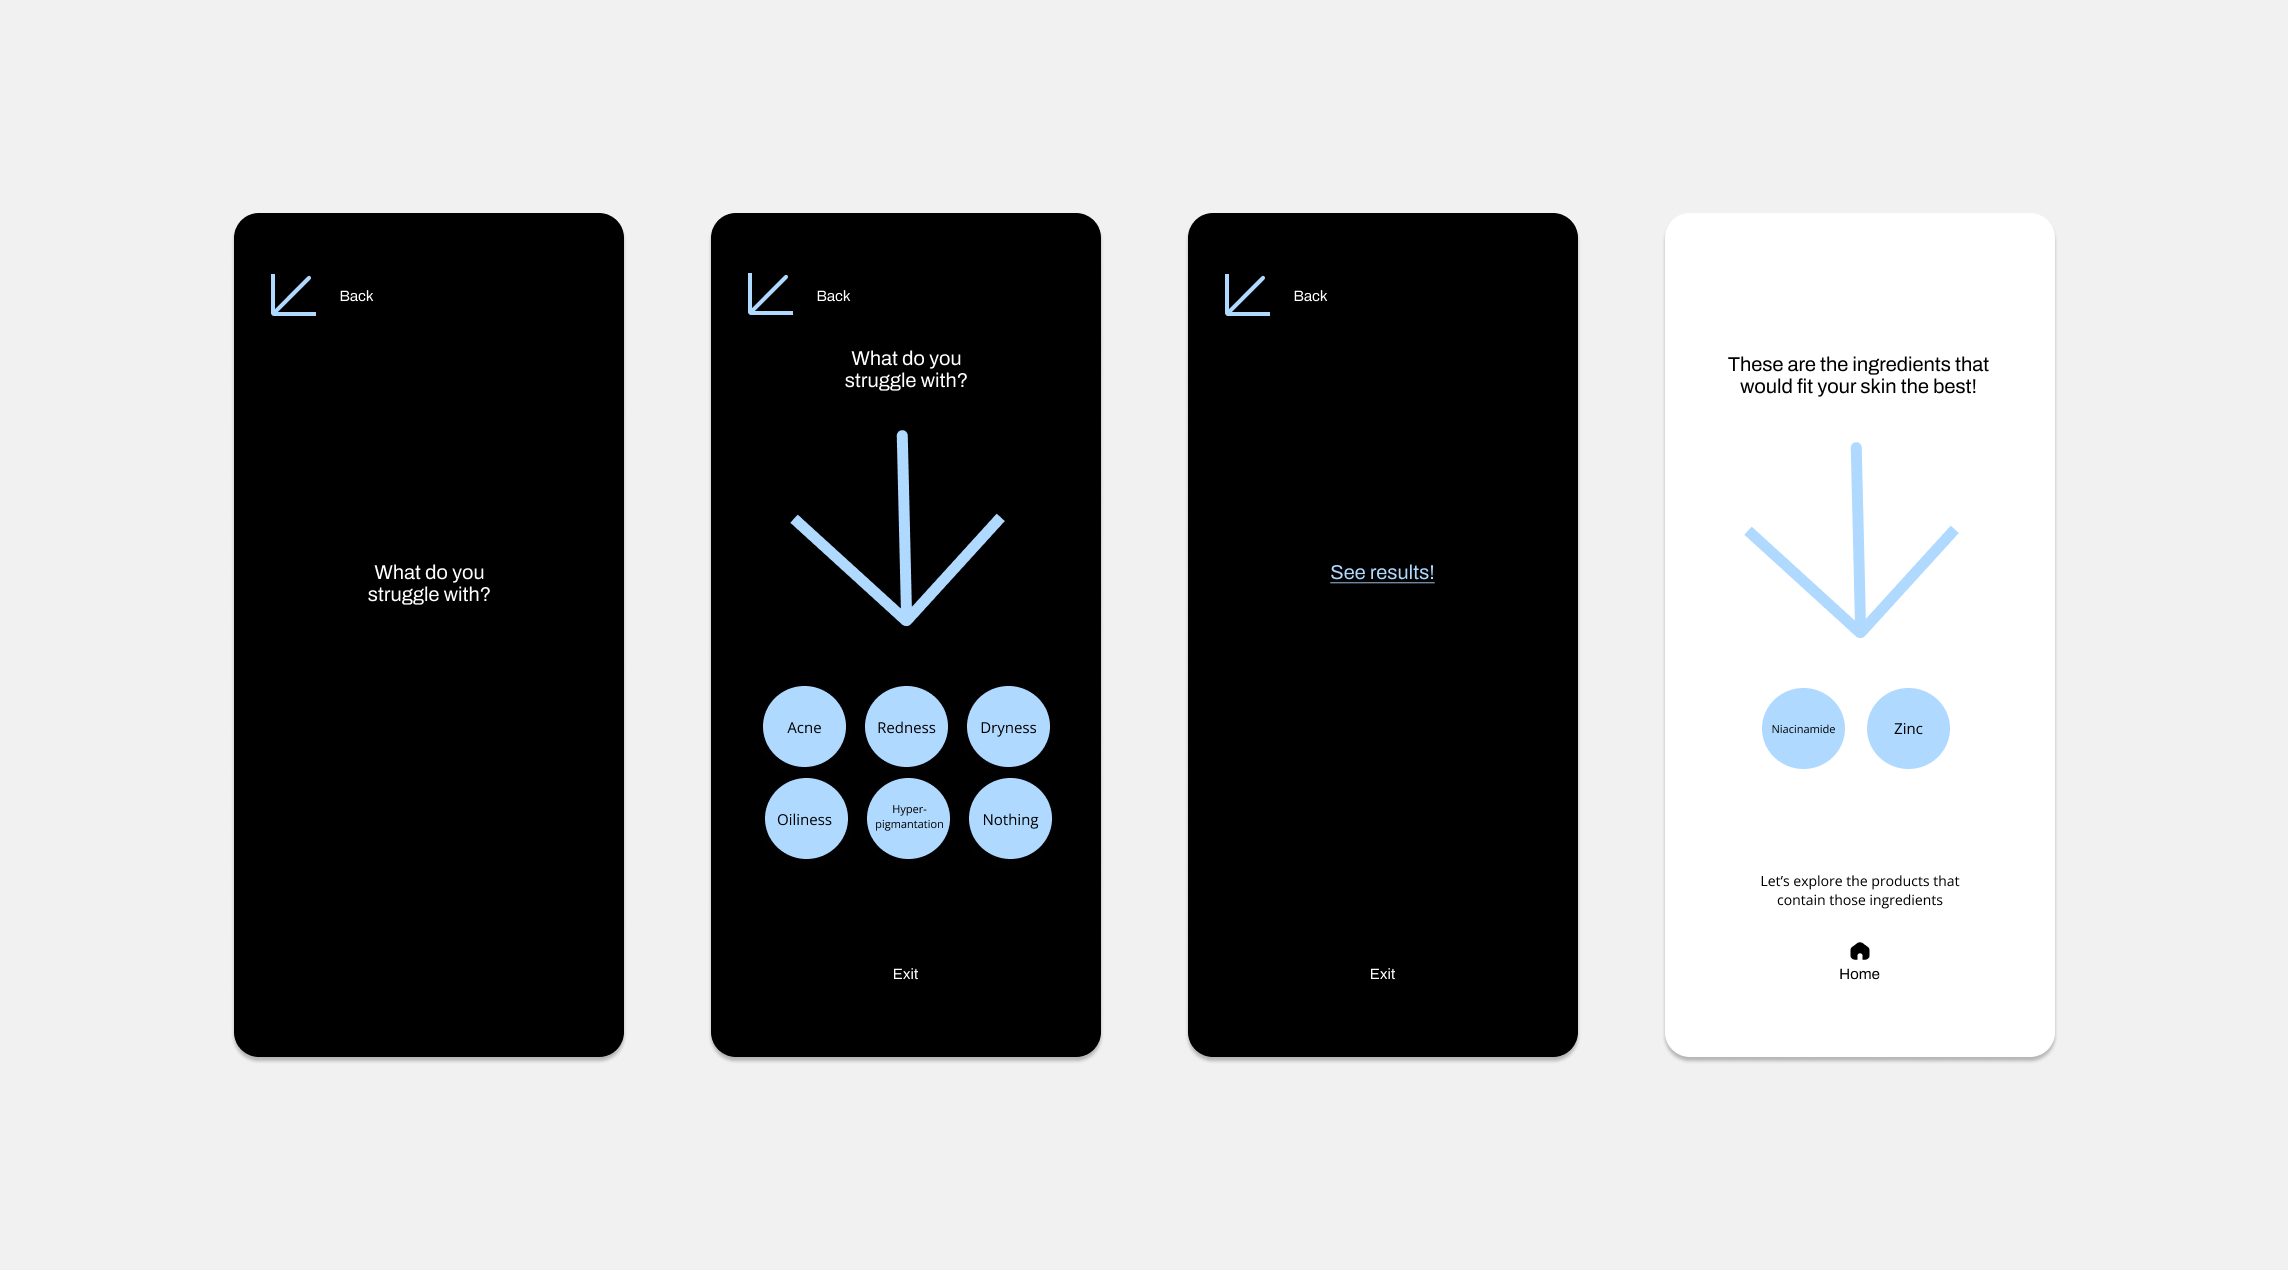 Back
What do you
struggle with?
Back
What do you
struggle with?
Acne
Redness
Dryness
Oiliness
Hyper-
pigmantation
Nothing
Exit
Back
See results!
Exit
These are the ingredients that
would fit your skin the best!
Niacinamide
Zinc
Let's explore the products that
contain those ingredients
Home